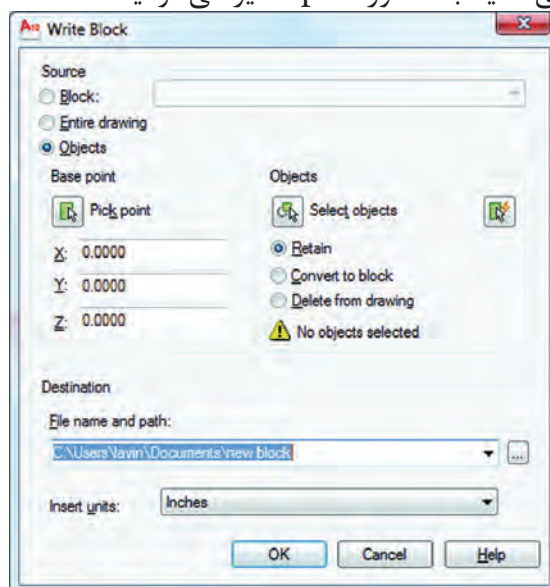 A10 Write Block
Source
Block:
Entire drawing
Objects
Base point
Pick point
X: 0.0000
Y: 0.0000
Z: 0.0000
Objects
Select objects
Retain
Convert to block
Delete from drawing
No objects selected
Destination
File name and path:
C:\Users\lavin\Documents\new block
...
Insert units: Inches
OK Cancel Help